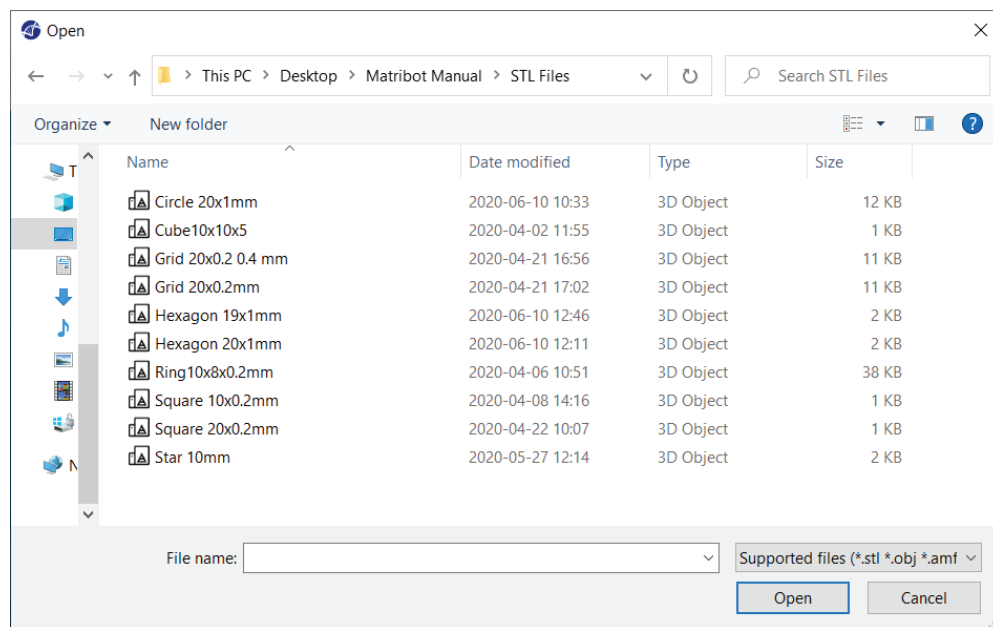 Open
This PC > Desktop > Matribot Manual > STL Files
Search STL Files
Organize
New folder
?
Name Date modified Type Size
Circle 20x1mm 2020-06-10 10:33 3D Object 12 KB
Cube10x10x5 2020-04-02 11:55 3D Object 1 KB
Grid 20x0.2 0.4 mm 2020-04-21 16:56 3D Object 11 KB
Grid 20x0.2mm 2020-04-21 17:02 3D Object 11 KB
Hexagon 19x1mm 2020-06-10 12:46 3D Object 2 KB
Hexagon 20x1mm 2020-06-10 12:11 3D Object 2 KB
Ring10x8x0.2mm 2020-04-06 10:51 3D Object 38 KB
Square 10x0.2mm 2020-04-08 14:16 3D Object 1 KB
Square 20x0.2mm 2020-04-22 10:07 3D Object 1 KB
Star 10mm 2020-05-27 12:14 3D Object 2 KB
T
N
File name:
Supported files (*.stl *.obj *.amf
Open
Cancel